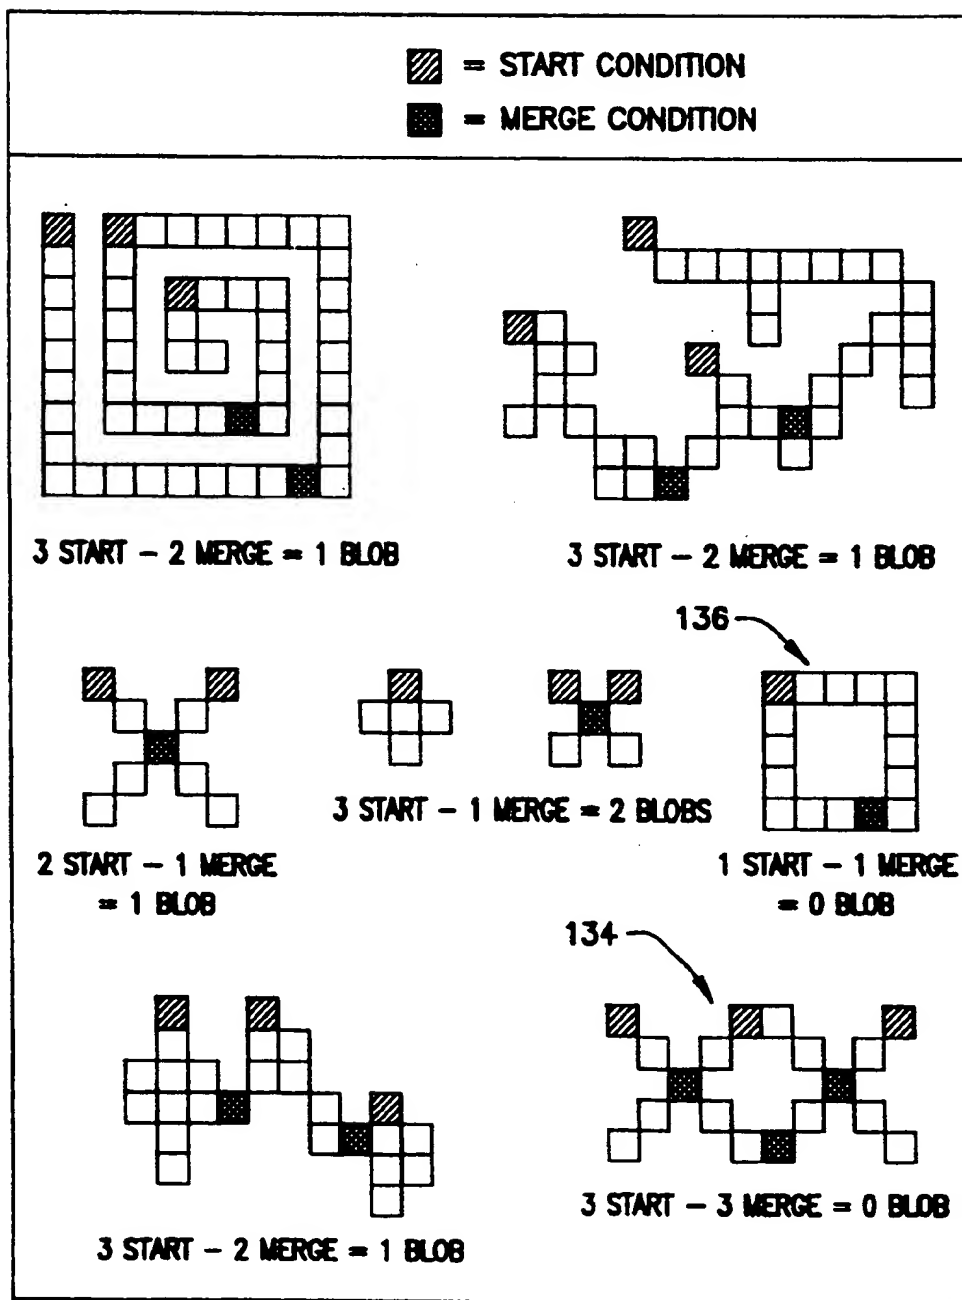 = START CONDITION
= MERGE CONDITION
3 START - 2 MERGE = 1 BLOB
3 START - 2 MERGE = 1 BLOB
136
3 START - 1 MERGE = 2 BLOBS
2 START - 1 MERGE
= 1 BLOB
1 START - 1 MERGE
= 0 BLOB
134
3 START - 2 MERGE = 1 BLOB
3 START - 3 MERGE = 0 BLOB